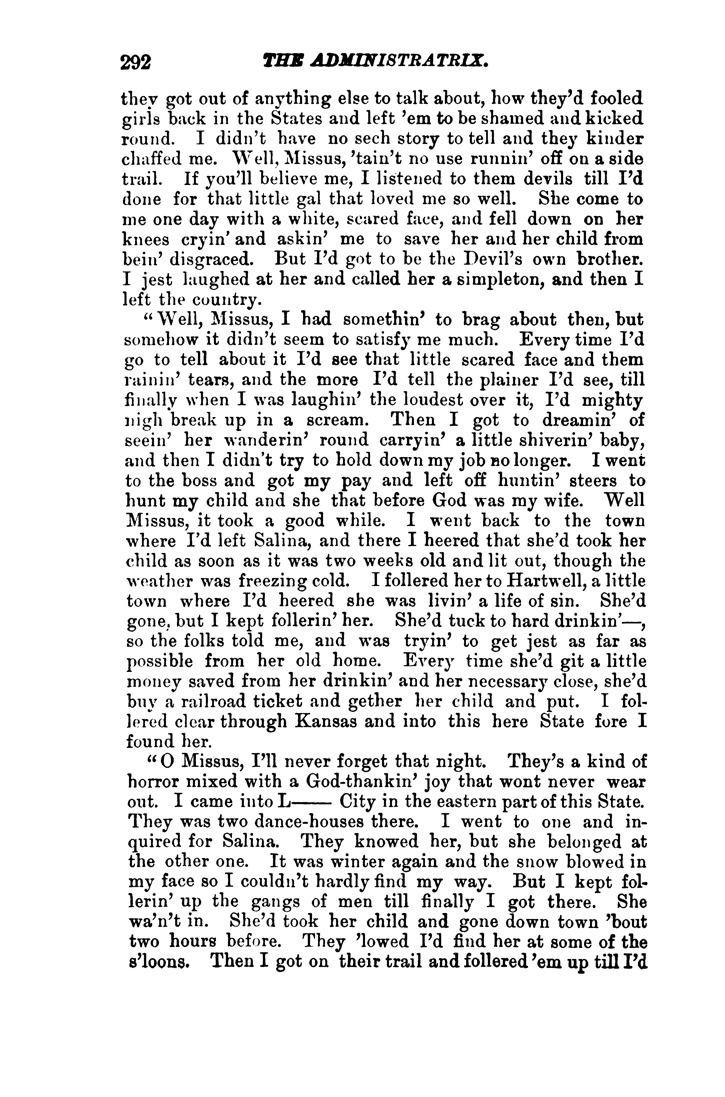 292 THE ADMINISTRATRIX.
they got out of anything else to talk about, how they'd fooled
girls back in the States and left 'em to be shamed and kicked
round. I didn't have no sech story to tell and they kinder
chaffed me. Well, Missus, 'tain't no use runnin' off on a side
trail. If you'll believe me, I listened to them devils till I'd
done for that little gal that loved me so well. She come to
me one day with a white, scared face, and fell down on her
knees cryin' and askin' me to save her and her child from
bein' disgraced. But I'd got to be the Devil's own brother.
I jest laughed at her and called her a simpleton, and then I
left the country.
"Well, Missus, I had somethin' to brag about then, but
somehow it didn't seem to satisfy me much. Every time I'd
go to tell about it I'd see that little scared face and them
rainin' tears, and the more I'd tell the plainer I'd see, till
finally when I was laughin' the loudest over it, I'd mighty
nigh break up in a scream. Then I got to dreamin' of
seein' her wanderin' round carryin' a little shiverin' baby,
and then I didn't try to hold down my job no longer. I went
to the boss and got my pay and left off huntin' steers to
hunt my child and she that before God was my wife. Well
Missus, it took a good while. I went back to the town
where I'd left Salina, and there I heered that she'd took her
child as soon as it was two weeks old and lit out, though the
weather was freezing cold. I follered her to Hartwell, a little
town where I'd heered she was livin' a life of sin. She'd
gone, but I kept follerin' her. She'd tuck to hard drinkin'—,
so the folks told me, and was tryin' to get jest as far as
possible from her old home. Every time she'd git a little
money saved from her drinkin' and her necessary close, she'd
buy a railroad ticket and gether her child and put. I fol-
lered clear through Kansas and into this here State fore I
found her.
"O Missus, I'll never forget that night. They's a kind of
horror mixed with a God-thankin' joy that wont never wear
out. I came into L—— City in the eastern part of this State.
They was two dance-houses there. I went to one and in-
quired for Salina. They knowed her, but she belonged at
the other one. It was winter again and the snow blowed in
my face so I couldn't hardly find my way. But I kept fol-
lerin' up the gangs of men till finally I got there. She
wa'n't in. She'd took her child and gone down town 'bout
two hours before. They 'lowed I'd find her at some of the
s'loons. Then I got on their trail and follered 'em up till I'd